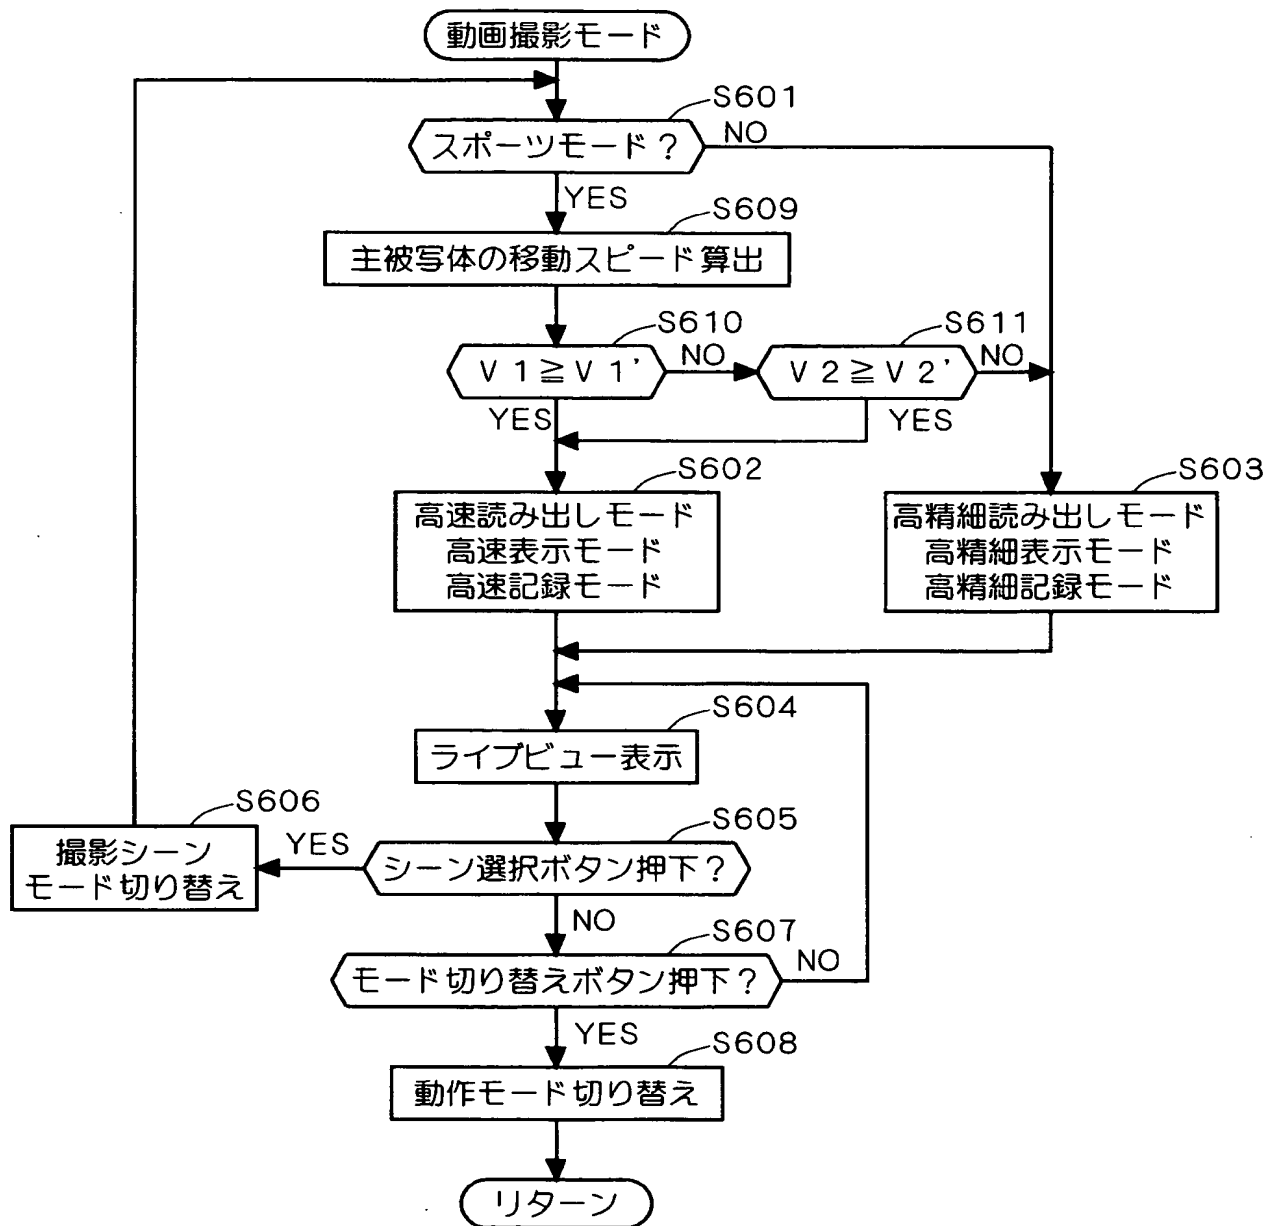 動画撮影モード
S601
スポーツモード？
NO
YES
S609
主被写体の移動スピード算出
S610
V1≧V1'
NO
YES
S611
V2≧V2'
NO
YES
S602
高速読み出しモード
高速表示モード
高速記録モード
S603
高精細読み出しモード
高精細表示モード
高精細記録モード
S604
ライブビュー表示
S605
シーン選択ボタン押下？
YES
NO
S606
撮影シーン
モード切り替え
S607
モード切り替えボタン押下？
NO
YES
S608
動作モード切り替え
リターン